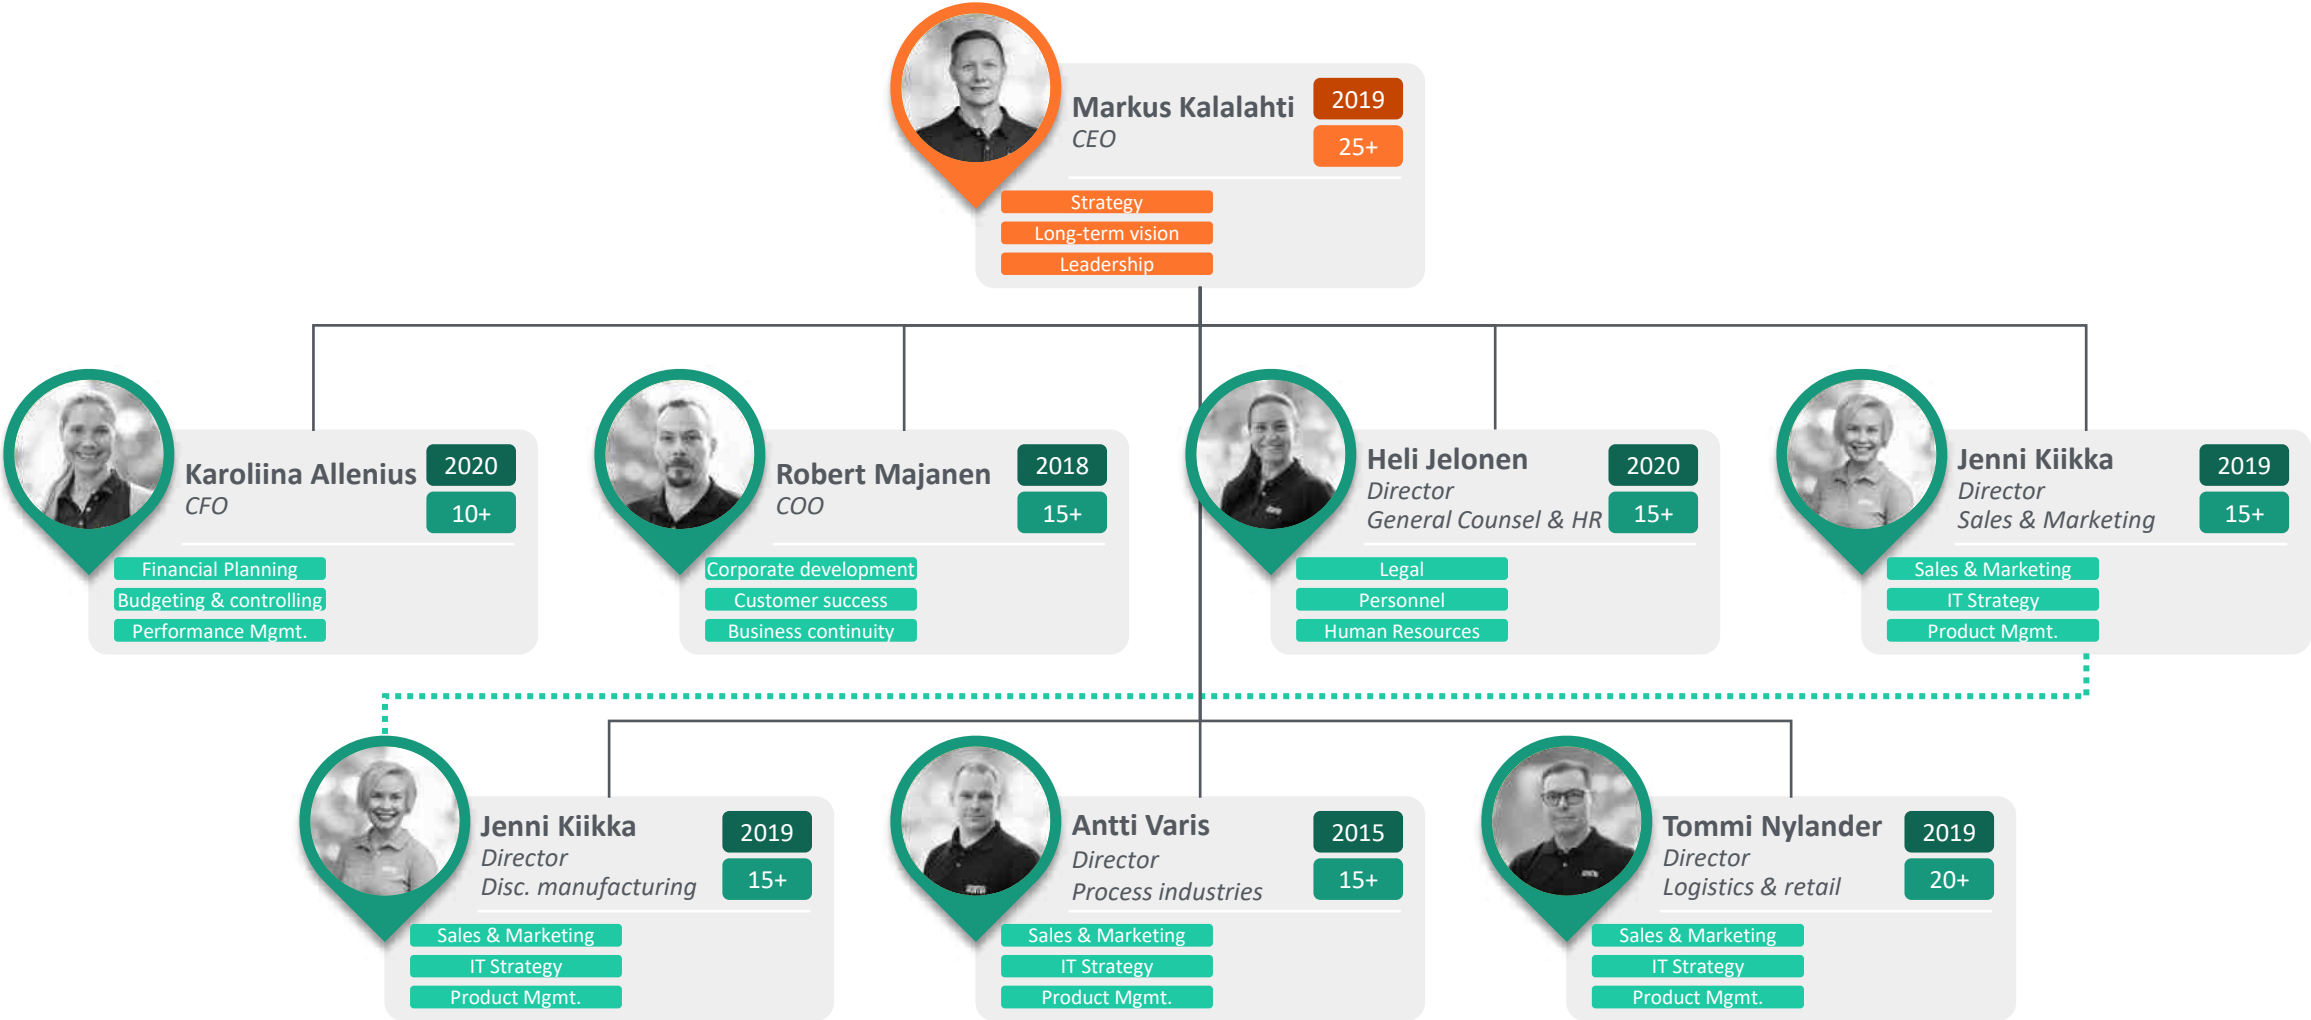 Markus Kalalahti
CEO
2019
25+
Strategy
Long-term vision
Leadership
Karoliina Allenius
CFO
2020
10+
Financial Planning
Budgeting & controlling
Performance Mgmt.
Robert Majanen
COO
2018
15+
Corporate development
Customer success
Business continuity
Heli Jelonen
Director
General Counsel & HR
2020
15+
Legal
Personnel
Human Resources
Jenni Kiikka
Director
Sales & Marketing
2019
15+
Sales & Marketing
IT Strategy
Product Mgmt.
Jenni Kiikka
Director
Disc. manufacturing
2019
15+
Sales & Marketing
IT Strategy
Product Mgmt.
Antti Varis
Director
Process industries
2015
15+
Sales & Marketing
IT Strategy
Product Mgmt.
Tommi Nylander
Director
Logistics & retail
2019
20+
Sales & Marketing
IT Strategy
Product Mgmt.